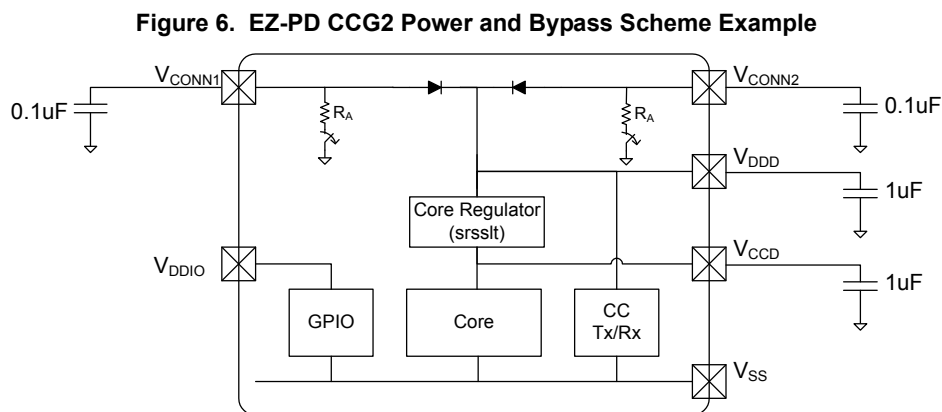 Figure 6. EZ-PD CCG2 Power and Bypass Scheme Example
VCONN1
VCONN2
0.1uF
RA
RA
0.1uF
VDDD
1uF
Core Regulator
(srsslt)
VDDIO
VCCD
1uF
GPIO
Core
CC
Tx/Rx
VSS